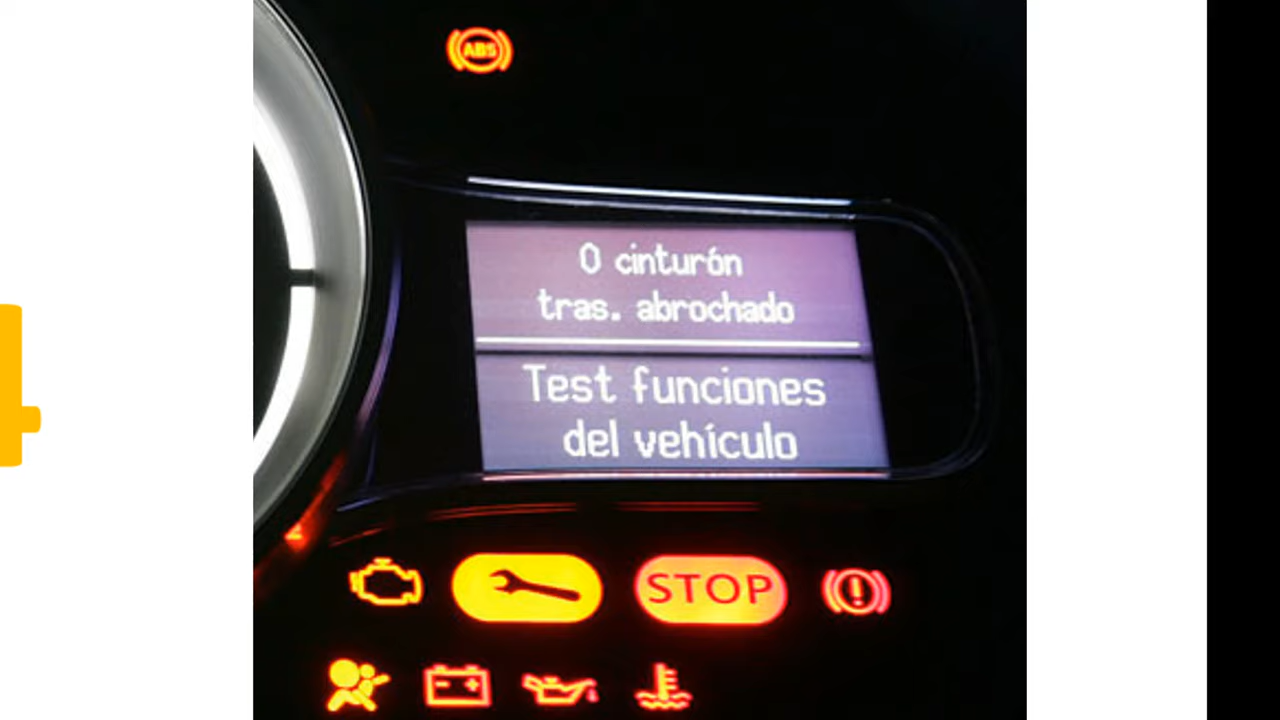 ABS
0 cinturón
tras. abrochado
Test funciones
del vehículo
STOP